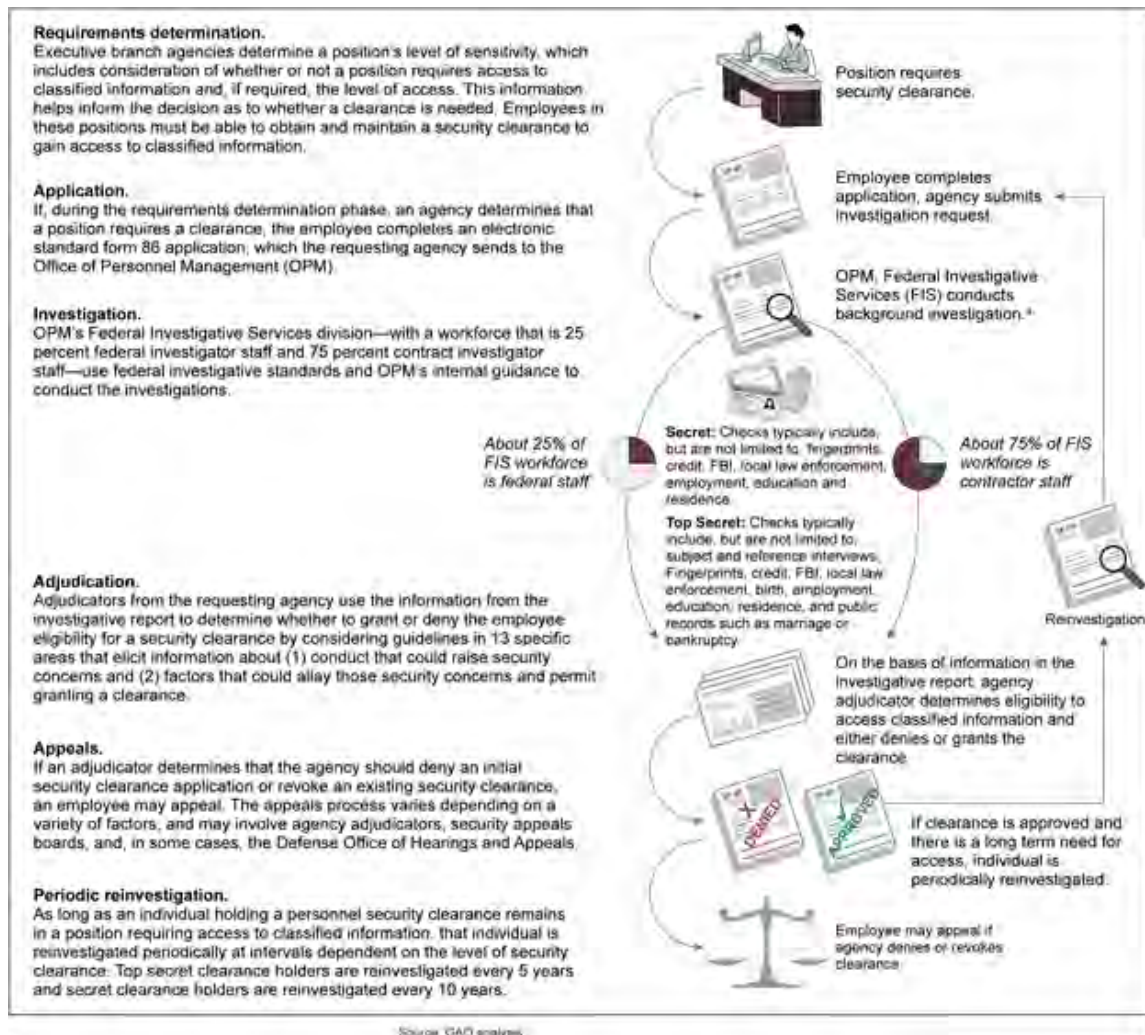 Requirements determination.
Executive branch agencies determine a position's level of sensitivity, which
includes consideration of whether or not a position requires access to
classified information and, if required, the level of access. This information
helps inform the decision as to whether a clearance is needed. Employees in
these positions must be able to obtain and maintain a security clearance to
gain access to classified information.
Position requires
security clearance.
Application.
If, during the requirements determination phase, an agency determines that
a position requires a clearance, the employee completes an electronic
standard form 86 application, which the requesting agency sends to the
Office of Personnel Management (OPM).
Employee completes
application, agency submits
investigation request.
Investigation.
OPM's Federal Investigative Services division—with a workforce that is 25
percent federal investigator staff and 75 percent contract investigator
staff—use federal investigative standards and OPM's internal guidance to
conduct the investigations.
OPM, Federal Investigative
Services (FIS) conducts
background investigation.ᵃ
About 25% of
FIS workforce
is federal staff
Secret: Checks typically include,
but are not limited to, fingerprints,
credit, FBI, local law enforcement,
employment, education and
residence.
Top Secret: Checks typically
include, but are not limited to,
subject and reference interviews,
Fingerprints, credit, FBI, local law
enforcement, birth, employment,
education, residence, and public
records such as marriage or
bankruptcy.
About 75% of FIS
workforce is
contractor staff
Reinvestigation
Adjudication.
Adjudicators from the requesting agency use the information from the
investigative report to determine whether to grant or deny the employee
eligibility for a security clearance by considering guidelines in 13 specific
areas that elicit information about (1) conduct that could raise security
concerns and (2) factors that could allay those security concerns and permit
granting a clearance.
On the basis of information in the
investigative report, agency
adjudicator determines eligibility to
access classified information and
either denies or grants the
clearance.
Appeals.
If an adjudicator determines that the agency should deny an initial
security clearance application or revoke an existing security clearance,
an employee may appeal. The appeals process varies depending on a
variety of factors, and may involve agency adjudicators, security appeals
boards, and, in some cases, the Defense Office of Hearings and Appeals.
X
DENIED
APPROVED
If clearance is approved and
there is a long term need for
access, individual is
periodically reinvestigated.
Periodic reinvestigation.
As long as an individual holding a personnel security clearance remains
in a position requiring access to classified information, that individual is
reinvestigated periodically at intervals dependent on the level of security
clearance. Top secret clearance holders are reinvestigated every 5 years
and secret clearance holders are reinvestigated every 10 years.
Employee may appeal if
agency denies or revokes
clearance.
Source: GAO analysis.